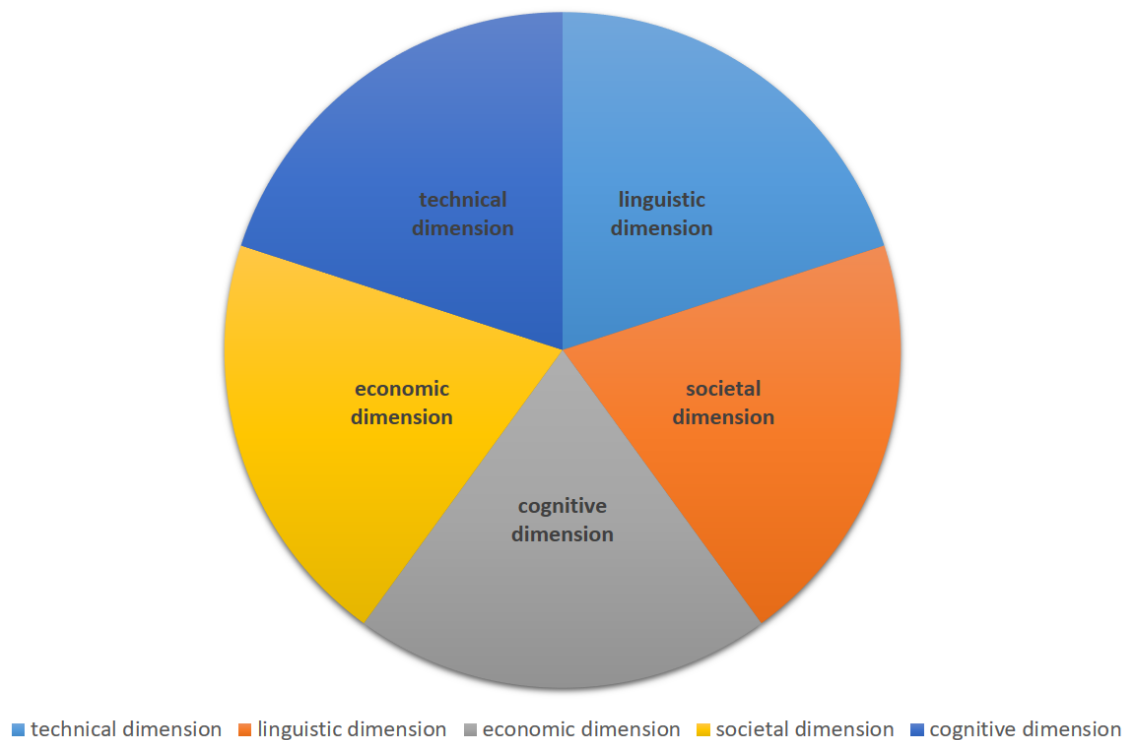 technical
dimension
linguistic
dimension
economic
dimension
societal
dimension
cognitive
dimension
technical dimension
linguistic dimension
economic dimension
societal dimension
cognitive dimension